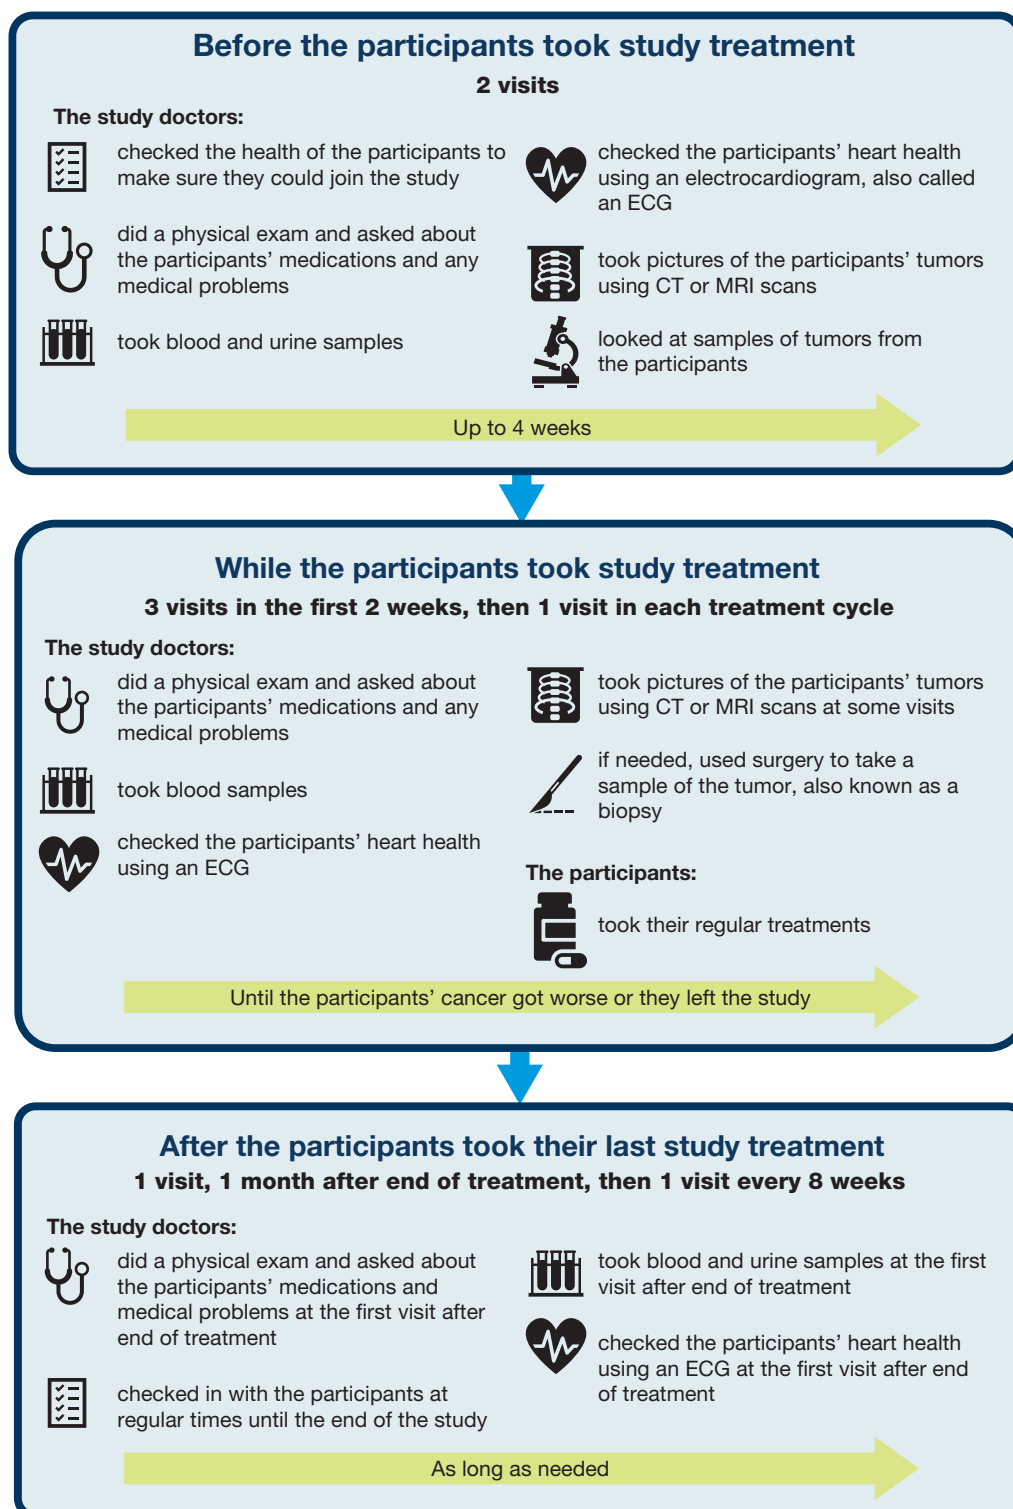 Before the participants took study treatment
2 visits
The study doctors:
checked the health of the participants to
make sure they could join the study
did a physical exam and asked about
the participants’ medications and any
medical problems
took blood and urine samples
checked the participants’ heart health
using an electrocardiogram, also called
an ECG
took pictures of the participants’ tumors
using CT or MRI scans
looked at samples of tumors from
the participants
Up to 4 weeks
While the participants took study treatment
3 visits in the first 2 weeks, then 1 visit in each treatment cycle
The study doctors:
did a physical exam and asked about
the participants’ medications and any
medical problems
took blood samples
checked the participants’ heart health
using an ECG
took pictures of the participants’ tumors
using CT or MRI scans at some visits
if needed, used surgery to take a
sample of the tumor, also known as a
biopsy
The participants:
took their regular treatments
Until the participants’ cancer got worse or they left the study
After the participants took their last study treatment
1 visit, 1 month after end of treatment, then 1 visit every 8 weeks
The study doctors:
did a physical exam and asked about
the participants’ medications and
medical problems at the first visit after
end of treatment
checked in with the participants at
regular times until the end of the study
took blood and urine samples at the first
visit after end of treatment
checked the participants’ heart health
using an ECG at the first visit after end
of treatment
As long as needed